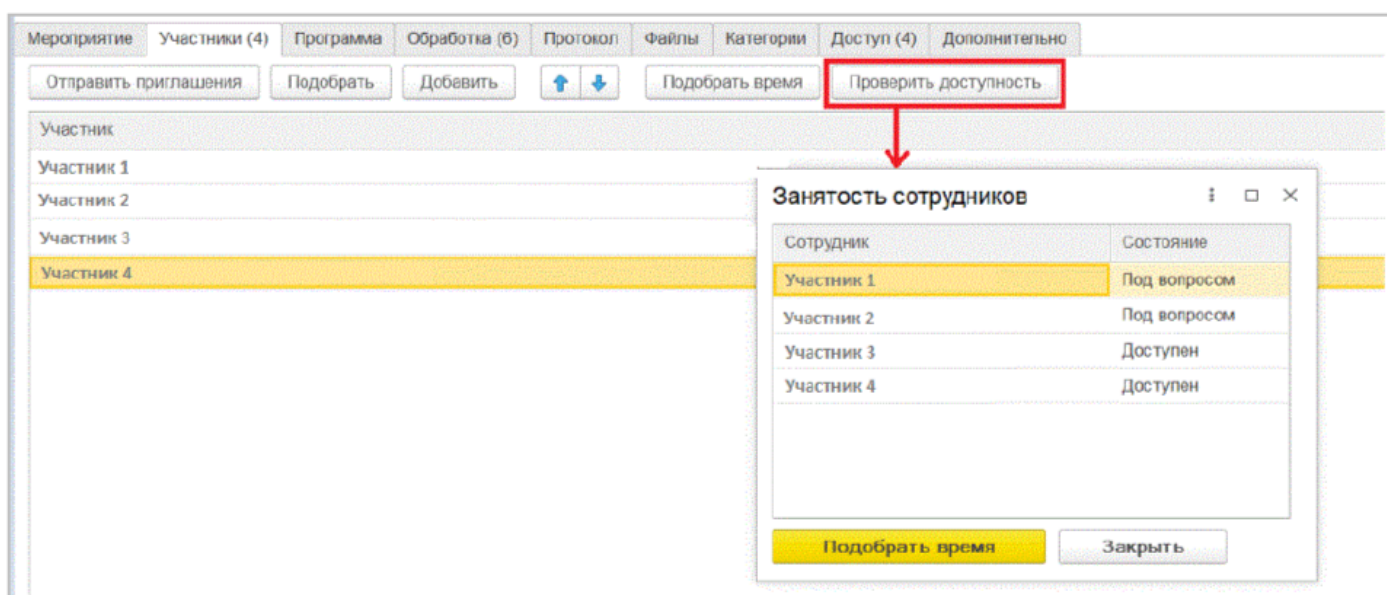 Мероприятие Участники (4) Программа Обработка (6) Протокол Файлы Категории Доступ (4) Дополнительно
Отправить приглашения Подобрать Добавить Подобрать время Проверить доступность
Участник
Участник 1
Участник 2
Участник 3
Участник 4
Занятость сотрудников
Сотрудник Состояние
Участник 1 Под вопросом
Участник 2 Под вопросом
Участник 3 Доступен
Участник 4 Доступен
Подобрать время Закрыть